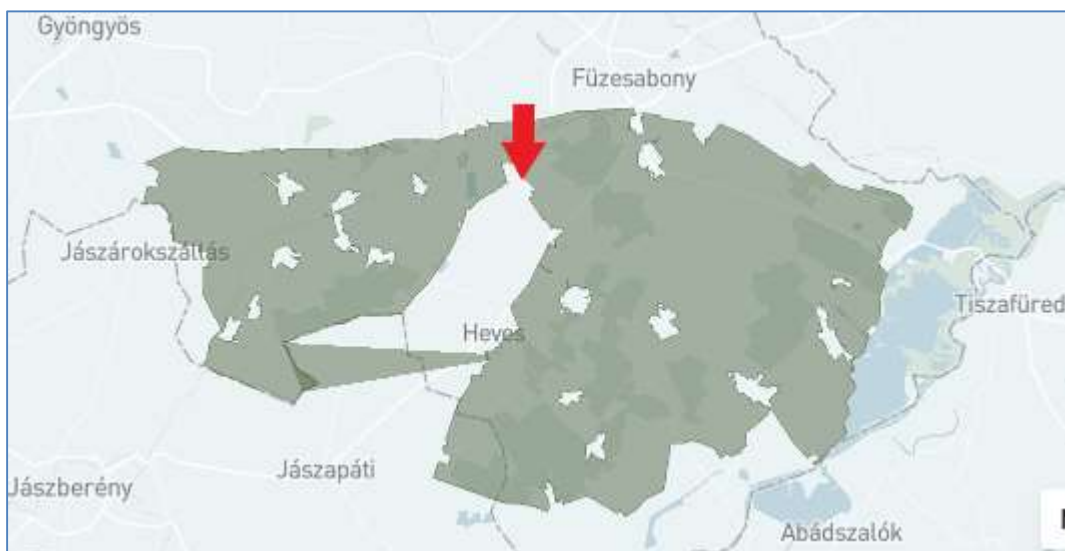 Gyöngyös
Füzesabony
Jászárokszállás
Tiszafüred
Heves
Jászapáti
Jászberény
Abádszalók